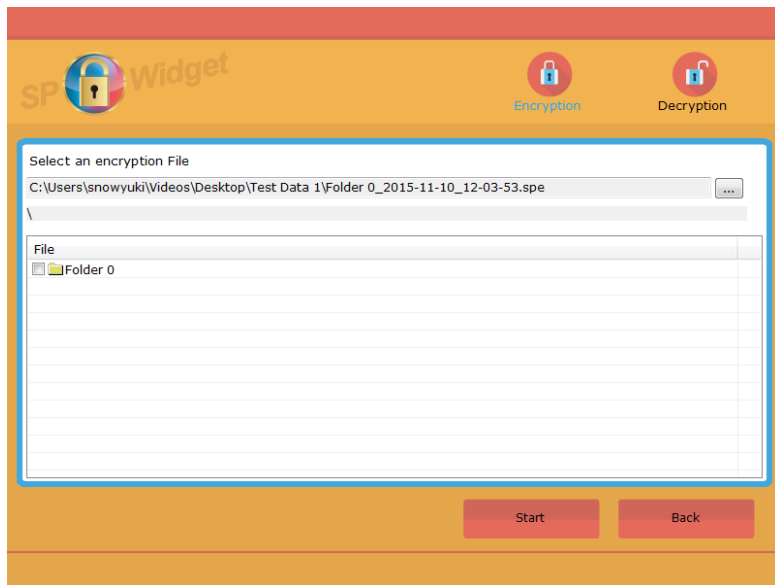 SP Widget
Encryption
Decryption
Select an encryption File
C:\Users\snowyuki\Videos\Desktop\Test Data 1\Folder 0_2015-11-10_12-03-53.spe
...
\
File
Folder 0
Start
Back